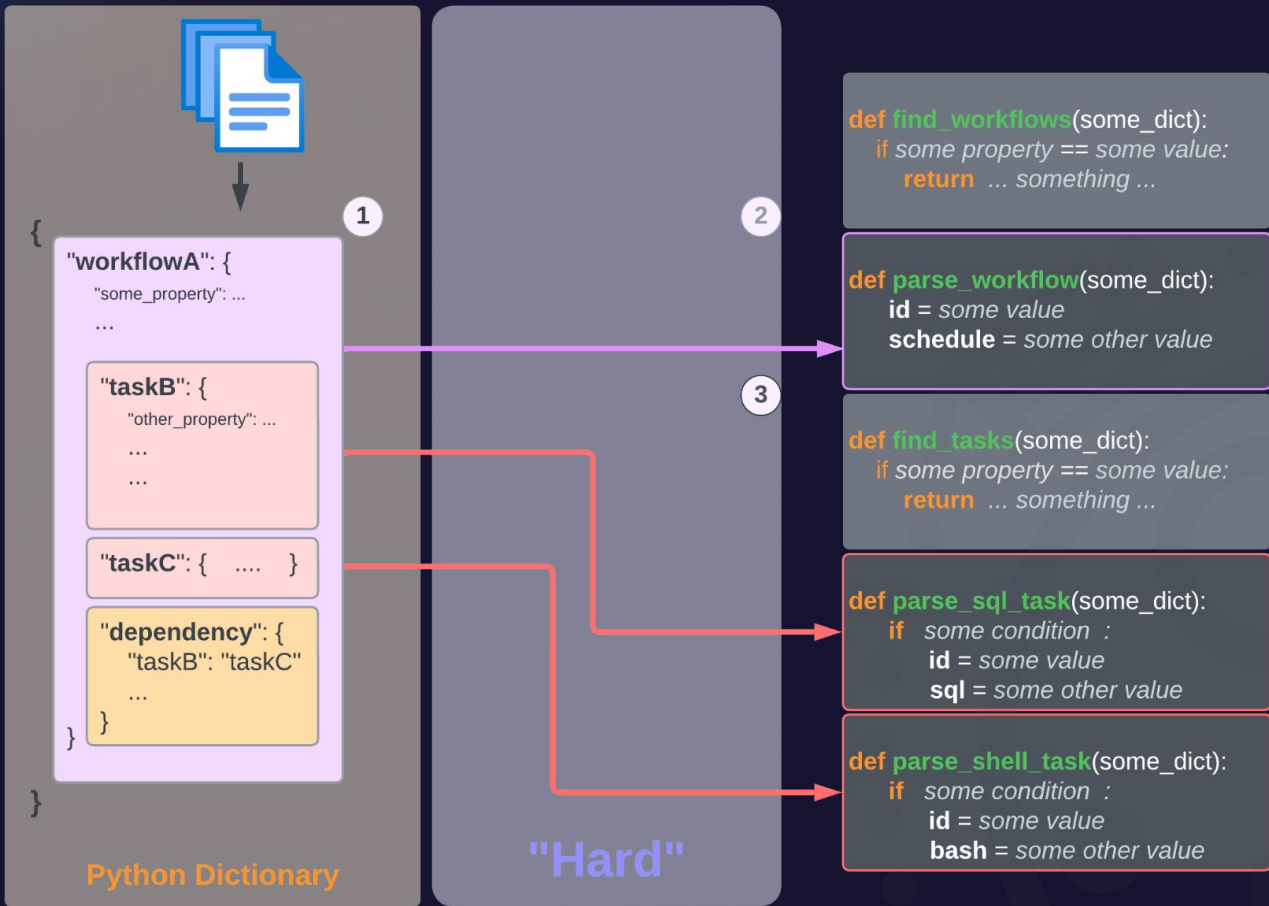 {
1
"workflowA": {
"some_property": ...
...
"taskB": {
"other_property": ...
...
...
"taskC": { .... }
"dependency": {
"taskB": "taskC"
...
}
}
}
Python Dictionary
2
3
"Hard"
def find_workflows(some_dict):
if some property == some value:
return ... something ...
def parse_workflow(some_dict):
id = some value
schedule = some other value
def find_tasks(some_dict):
if some property == some value:
return ... something ...
def parse_sql_task(some_dict):
if some condition :
id = some value
sql = some other value
def parse_shell_task(some_dict):
if some condition :
id = some value
bash = some other value